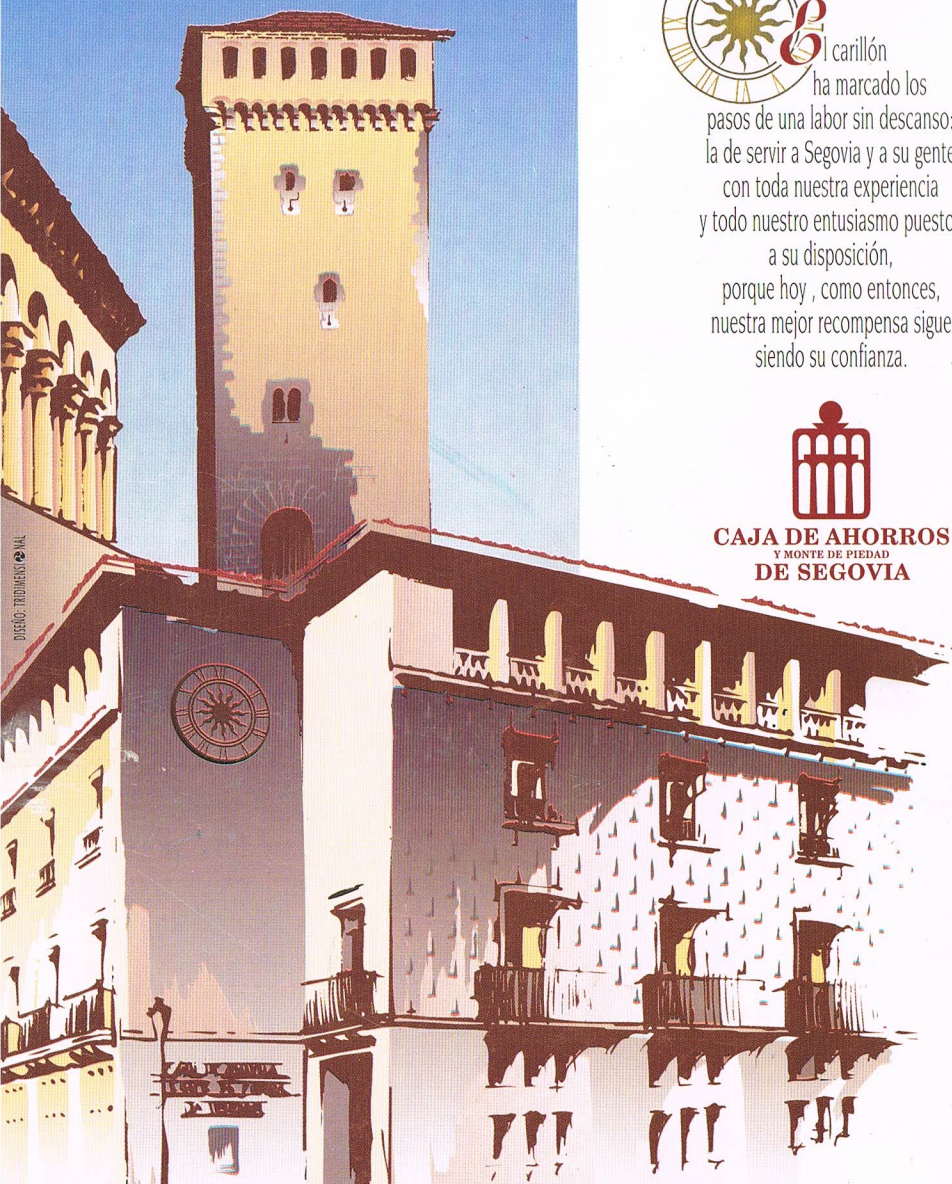 El carillón
ha marcado los
pasos de una labor sin descanso;
la de servir a Segovia y a su gente
con toda nuestra experiencia
y todo nuestro entusiasmo puesto
a su disposición,
porque hoy , como entonces,
nuestra mejor recompensa sigue
siendo su confianza.
CAJA DE AHORROS
Y MONTE DE PIEDAD
DE SEGOVIA
DISEÑO: TRIDIMENSIONAL